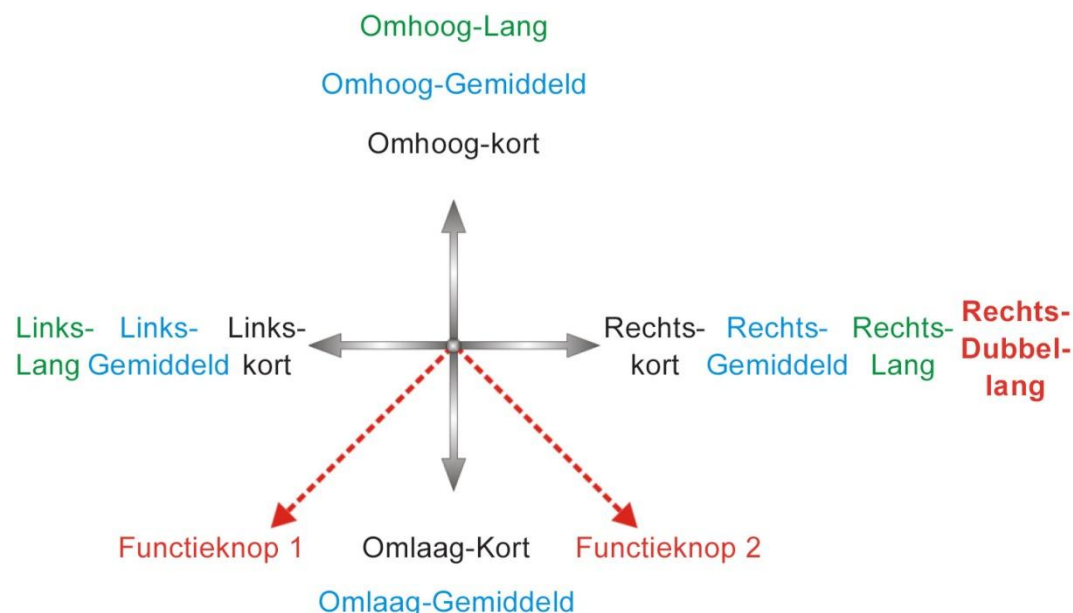 Omhoog-Lang
Omhoog-Gemiddeld
Omhoog-kort
Links-
Lang
Links-
Gemiddeld
Links-
kort
Rechts-
kort
Rechts-
Gemiddeld
Rechts-
Lang
Rechts-
Dubbel-
lang
Functieknop 1
Omlaag-Kort
Functieknop 2
Omlaag-Gemiddeld